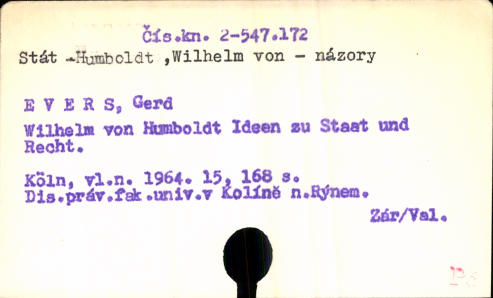 Čís.kn. 2-547.172
Stát -Humboldt ,Wilhelm von - názory
E V E R S, Gerd
Wilhelm von Humboldt Ideen zu Staat und
Recht.
Köln, vl.n. 1964. 15, 168 s.
Dis.práv.fak.univ.v Kolíně n.Rýnem.
Zár/Val.